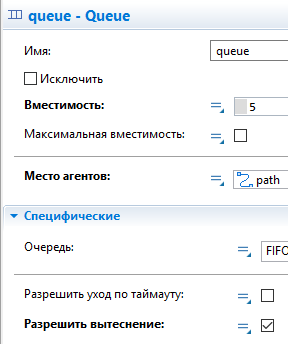 queue - Queue
Имя: queue
Исключить
Вместимость: 5
Максимальная вместимость:
Место агентов: path
Специфические
Очередь: FIFO
Разрешить уход по таймауту:
Разрешить вытеснение: